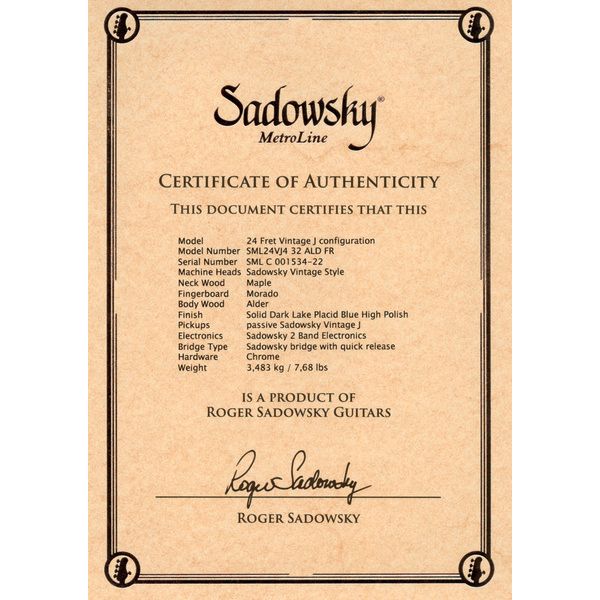 Sadowsky®
MetroLine
CERTIFICATE OF AUTHENTICITY
THIS DOCUMENT CERTIFIES THAT THIS
Model 24 Fret Vintage J configuration
Model Number SML24VJ4 32 ALD FR
Serial Number SML C 001534-22
Machine Heads Sadowsky Vintage Style
Neck Wood Maple
Fingerboard Morado
Body Wood Alder
Finish Solid Dark Lake Placid Blue High Polish
Pickups passive Sadowsky Vintage J
Electronics Sadowsky 2 Band Electronics
Bridge Type Sadowsky bridge with quick release
Hardware Chrome
Weight 3,483 kg / 7,68 lbs
IS A PRODUCT OF
ROGER SADOWSKY GUITARS
Roger Sadowsky
ROGER SADOWSKY